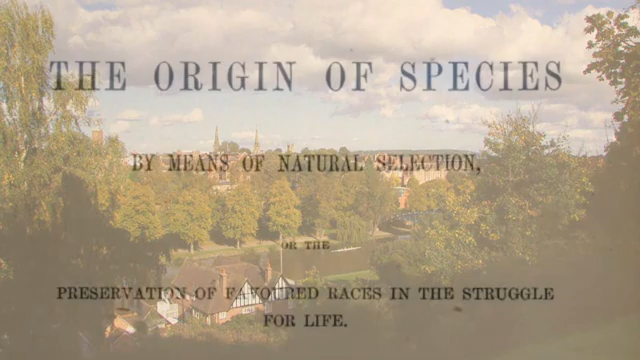 THE ORIGIN OF SPECIES
BY MEANS OF NATURAL SELECTION,
OR THE
PRESERVATION OF FAVOURED RACES IN THE STRUGGLE
FOR LIFE.